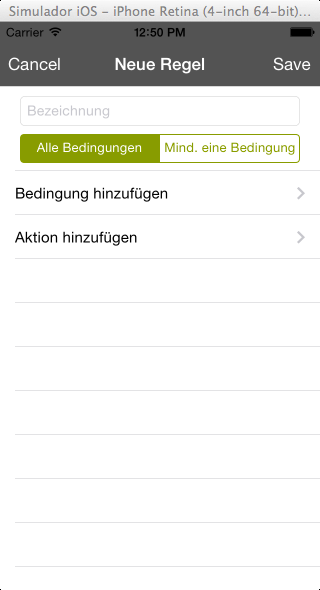 Simulador iOS - iPhone Retina (4-inch 64-bit)...
Carrier 12:50 PM
Cancel Neue Regel Save
Bezeichnung
Alle Bedingungen Mind. eine Bedingung
Bedingung hinzufügen
Aktion hinzufügen